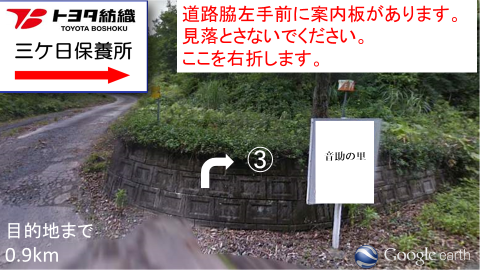 トヨタ紡織
TOYOTA BOSHOKU
三ケ日保養所
道路脇左手前に案内板があります。
見落とさないでください。
ここを右折します。
③
音助の里
目的地まで
0.9km
Google earth